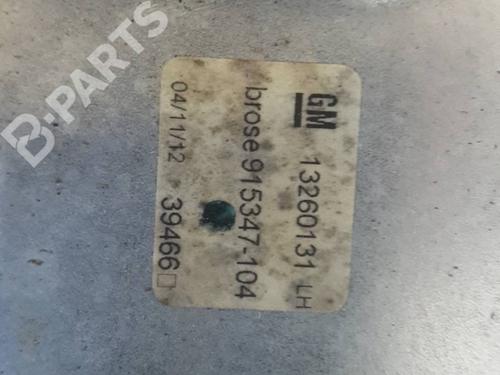 GM 13260131 LH
brose 915347-104
04/11/12 39466□
B-PARTS